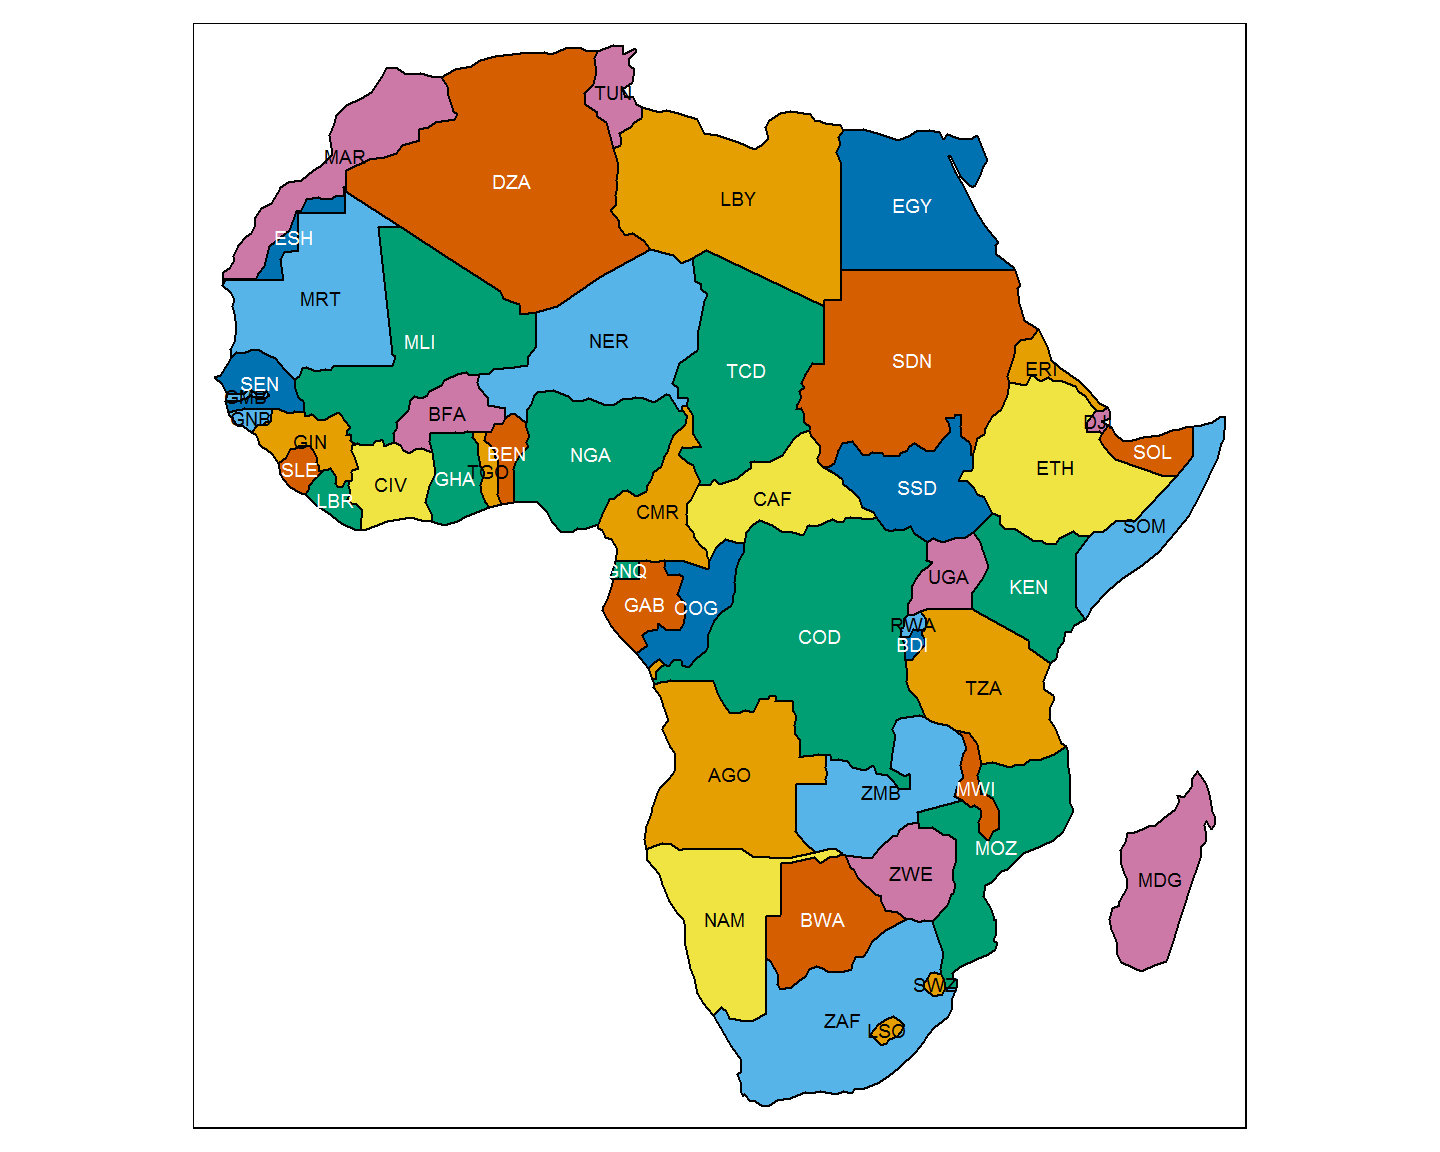 TUN
MAR
DZA
LBY
EGY
ESH
MRT
MLI
NER
TCD
SDN
ERI
SEN
GMB
GNB
BFA
DJI
GIN
SLE
BEN
TGO
NGA
SOL
ETH
CIV
GHA
LBR
CMR
CAF
SSD
SOM
GNQ
GAB
COG
UGA
KEN
COD
RWA
BDI
TZA
AGO
ZMB
MWI
MOZ
ZWE
MDG
NAM
BWA
SWZ
ZAF
LSO